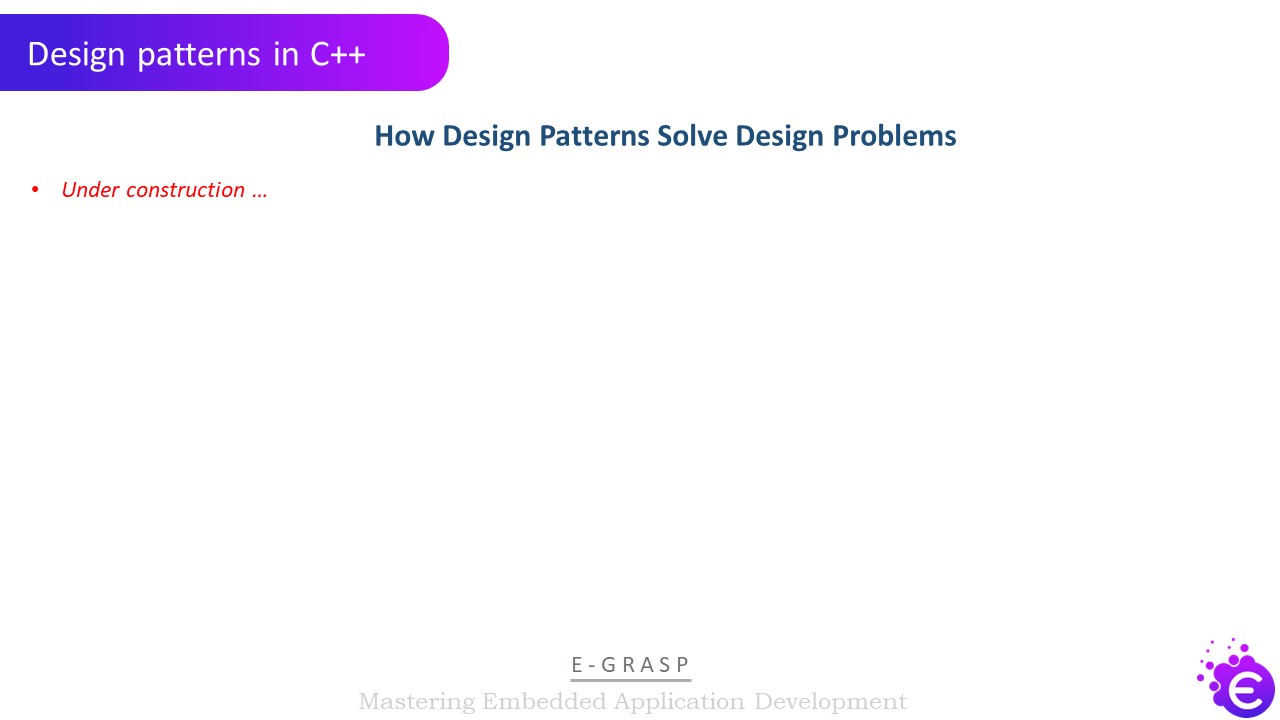 Design patterns in C++
How Design Patterns Solve Design Problems
• Under construction …
E-GRASP
Mastering Embedded Application Development